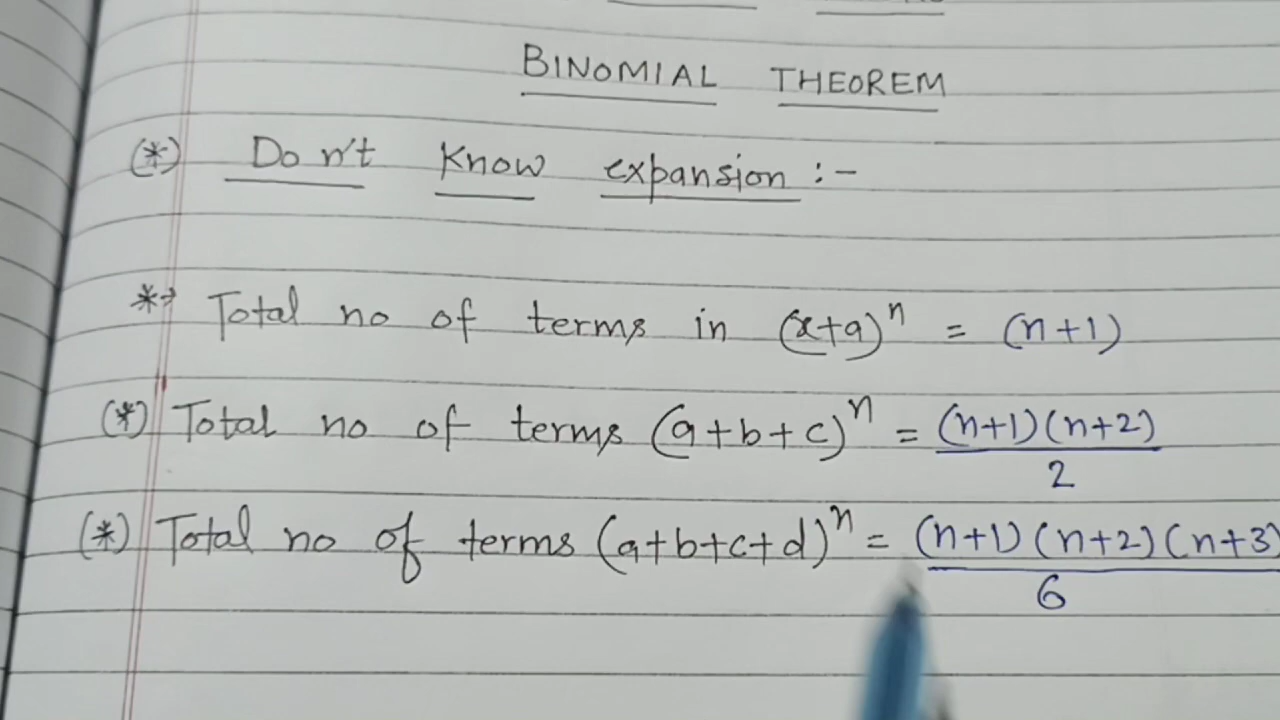 BINOMIAL THEOREM
(*) Don't Know expansion :-
*→ Total no of terms in (x+a)ⁿ = (n+1)
(*) Total no of terms (a+b+c)ⁿ = (n+1)(n+2)
2
(*) Total no of terms (a+b+c+d)ⁿ = (n+1)(n+2)(n+3)
6